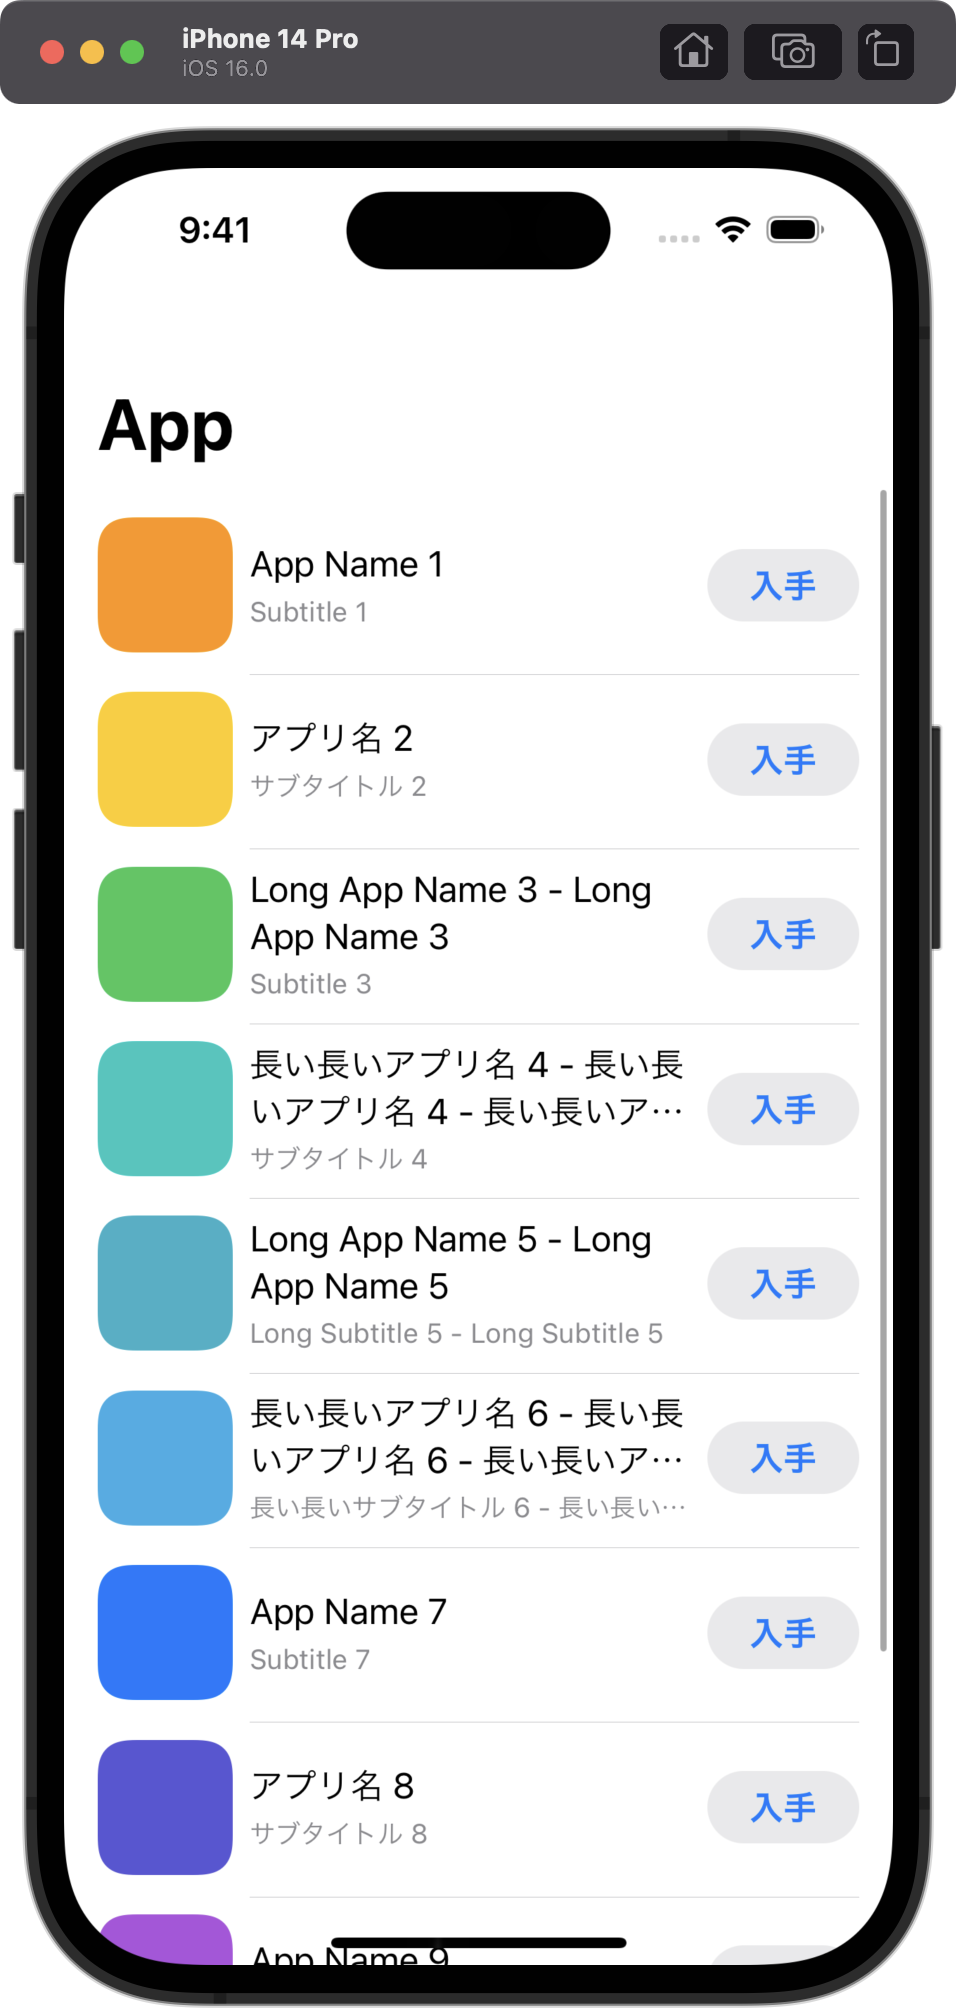 iPhone 14 Pro
iOS 16.0
9:41
App
App Name 1
Subtitle 1
入手
アプリ名 2
サブタイトル 2
入手
Long App Name 3 - Long
App Name 3
Subtitle 3
入手
長い長いアプリ名 4 - 長い長
いアプリ名 4 - 長い長いア…
サブタイトル 4
入手
Long App Name 5 - Long
App Name 5
Long Subtitle 5 - Long Subtitle 5
入手
長い長いアプリ名 6 - 長い長
いアプリ名 6 - 長い長いア…
長い長いサブタイトル 6 - 長い長い…
入手
App Name 7
Subtitle 7
入手
アプリ名 8
サブタイトル 8
入手
App Name 9